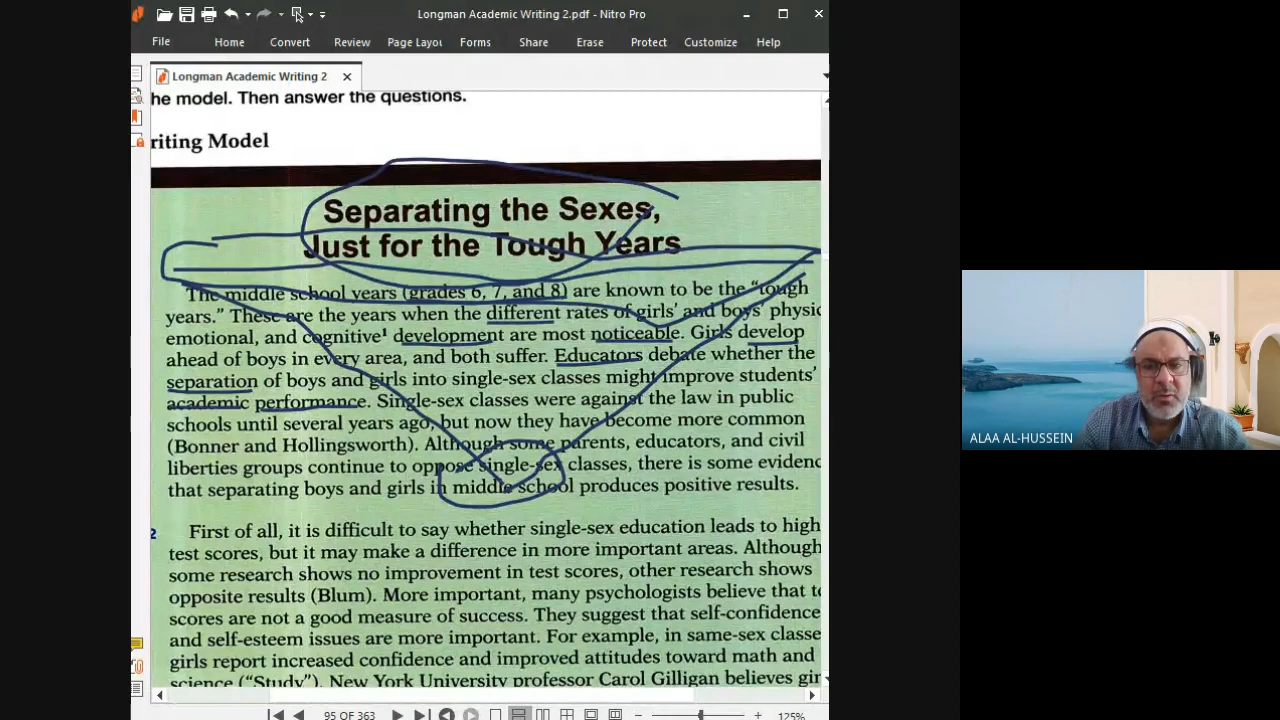 Longman Academic Writing 2.pdf - Nitro Pro
File Home Convert Review Page Layou Forms Share Erase Protect Customize Help
Longman Academic Writing 2
he model. Then answer the questions.
riting Model
Separating the Sexes,
Just for the Tough Years
The middle school years (grades 6, 7, and 8) are known to be the “tough
years.” These are the years when the different rates of girls’ and boys’ physic
emotional, and cognitive¹ development are most noticeable. Girls develop
ahead of boys in every area, and both suffer. Educators debate whether the
separation of boys and girls into single-sex classes might improve students’
academic performance. Single-sex classes were against the law in public
schools until several years ago, but now they have become more common
(Bonner and Hollingsworth). Although some parents, educators, and civil
liberties groups continue to oppose single-sex classes, there is some evidenc
that separating boys and girls in middle school produces positive results.
2 First of all, it is difficult to say whether single-sex education leads to high
test scores, but it may make a difference in more important areas. Although
some research shows no improvement in test scores, other research shows
opposite results (Blum). More important, many psychologists believe that te
scores are not a good measure of success. They suggest that self-confidence
and self-esteem issues are more important. For example, in same-sex classe
girls report increased confidence and improved attitudes toward math and
science (“Study”). New York University professor Carol Gilligan believes gir
95 OF 363
125%
ALAA AL-HUSSEIN